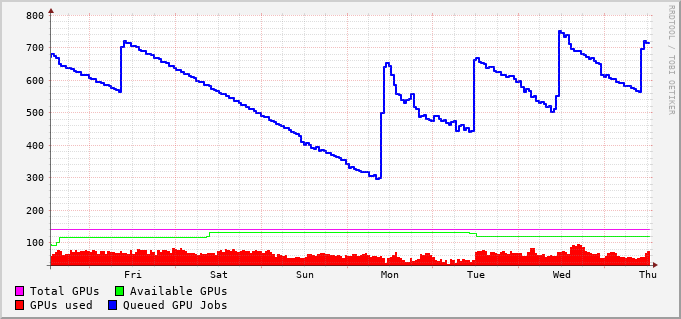 800
700
600
500
400
300
200
100
Fri Sat Sun Mon Tue Wed Thu
Total GPUs Available GPUs
GPUs used Queued GPU Jobs
RRDTOOL / TOBI OETIKER